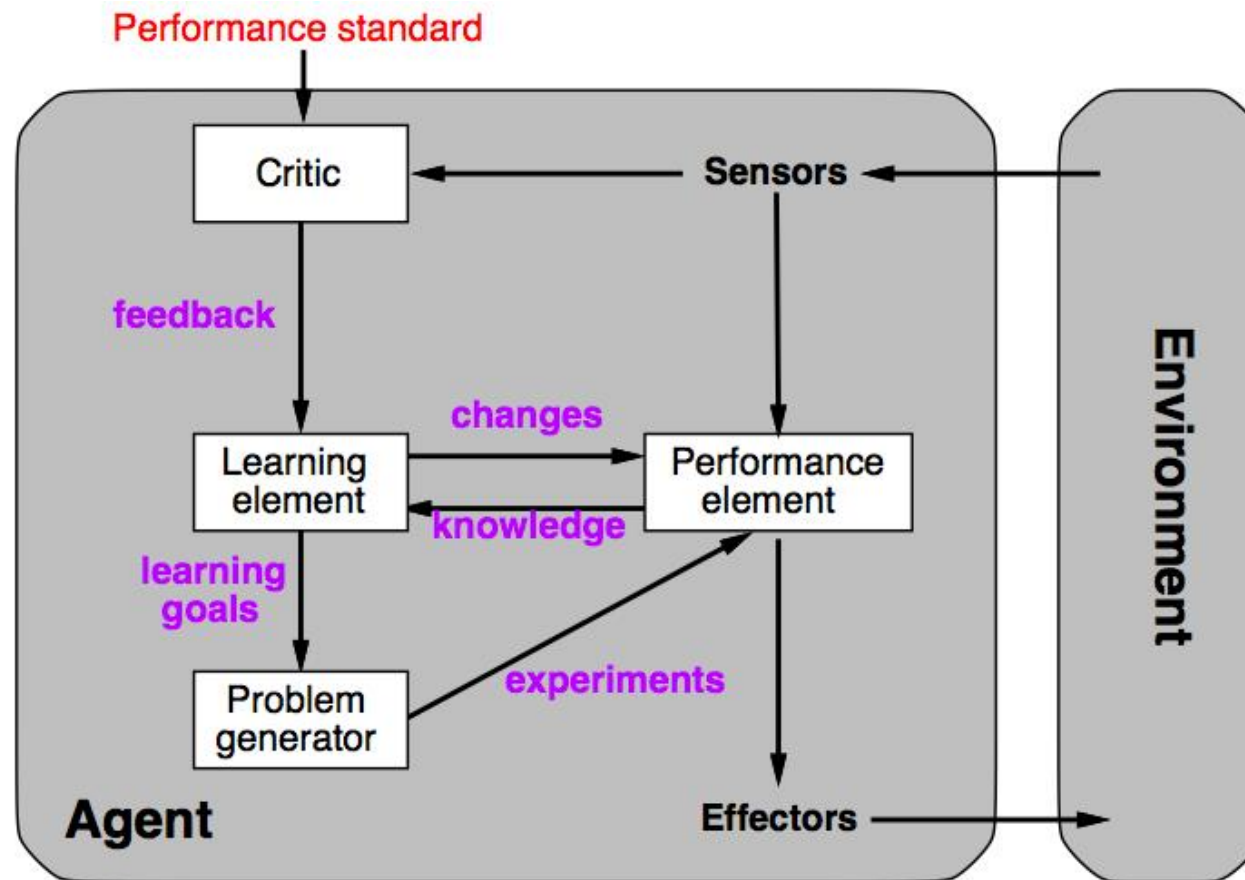 Performance standard
Critic
Sensors
feedback
changes
Learning
element
Performance
element
knowledge
learning
goals
experiments
Problem
generator
Agent
Effectors
Environment